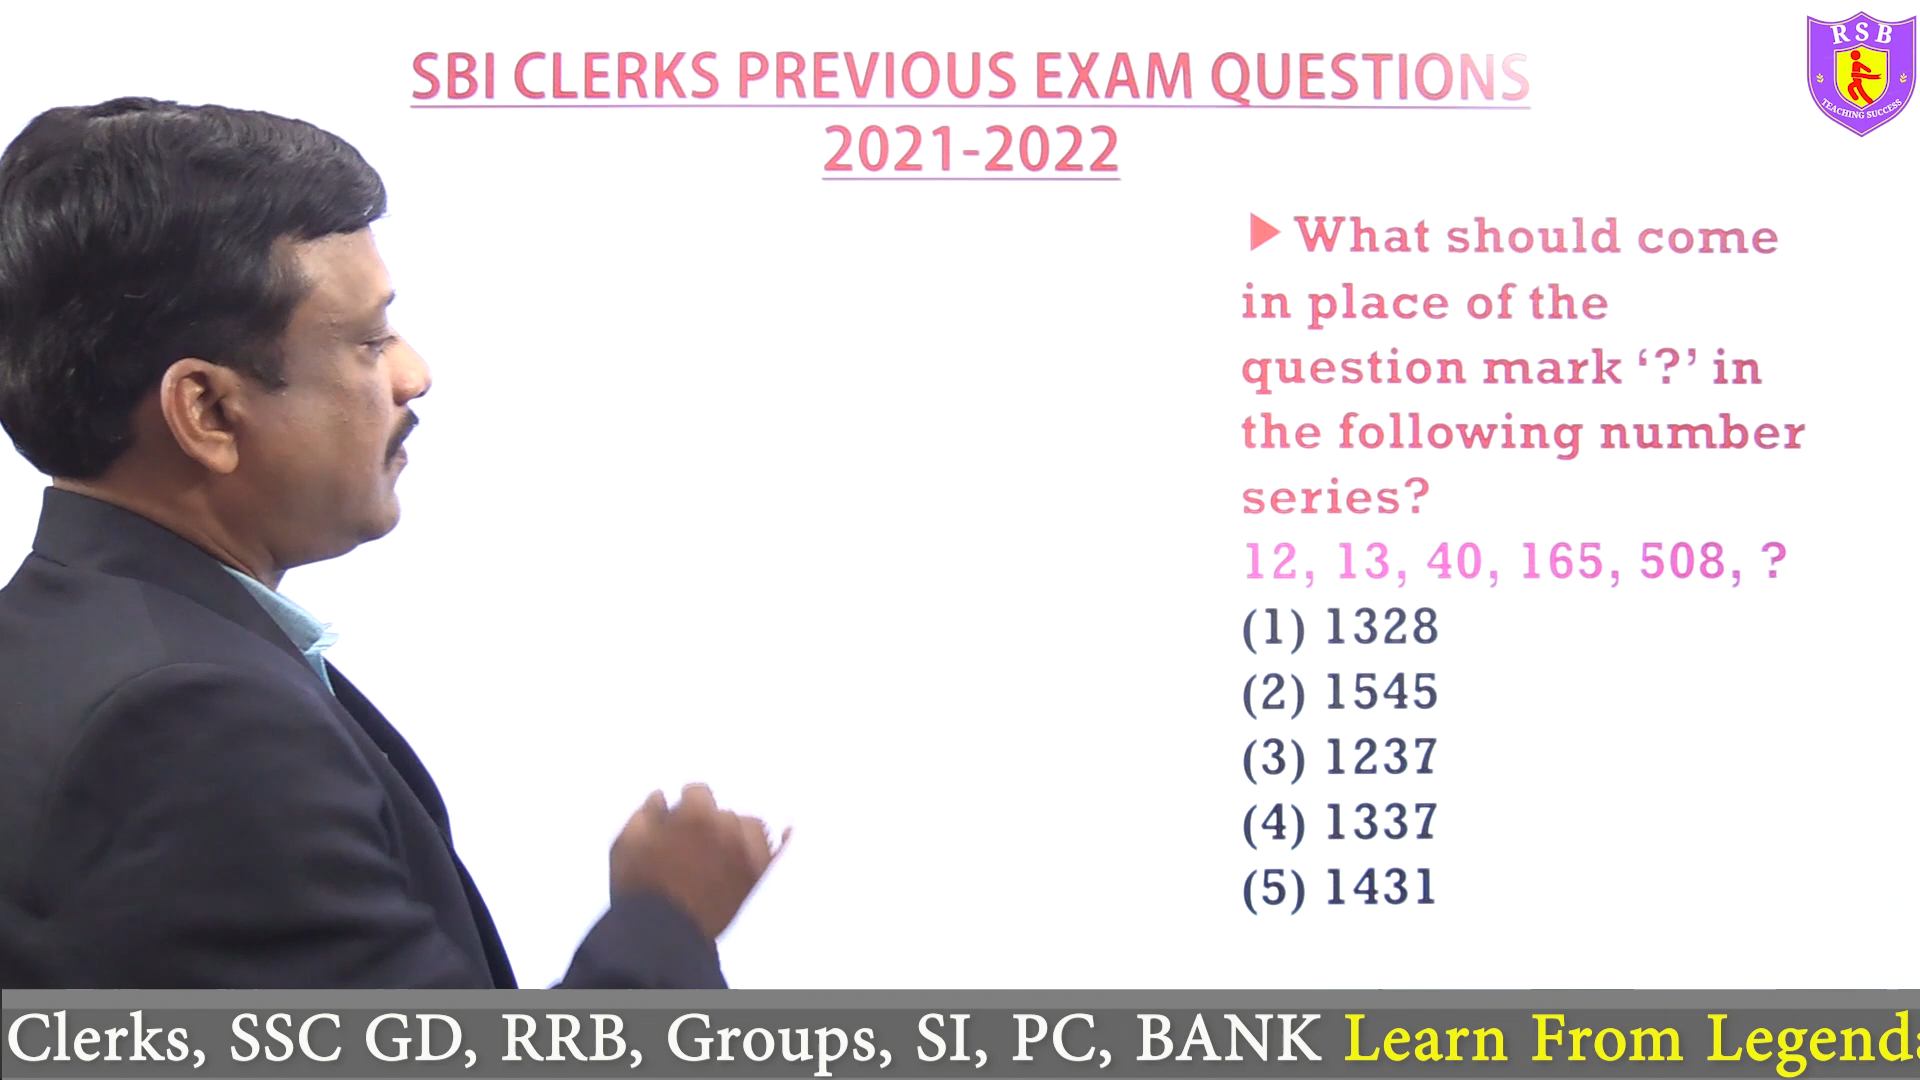 SBI CLERKS PREVIOUS EXAM QUESTIONS
2021-2022
RSB
TEACHING SUCCESS
▶ What should come
in place of the
question mark ‘?’ in
the following number
series?
12, 13, 40, 165, 508, ?
(1) 1328
(2) 1545
(3) 1237
(4) 1337
(5) 1431
Clerks, SSC GD, RRB, Groups, SI, PC, BANK Learn From Legend